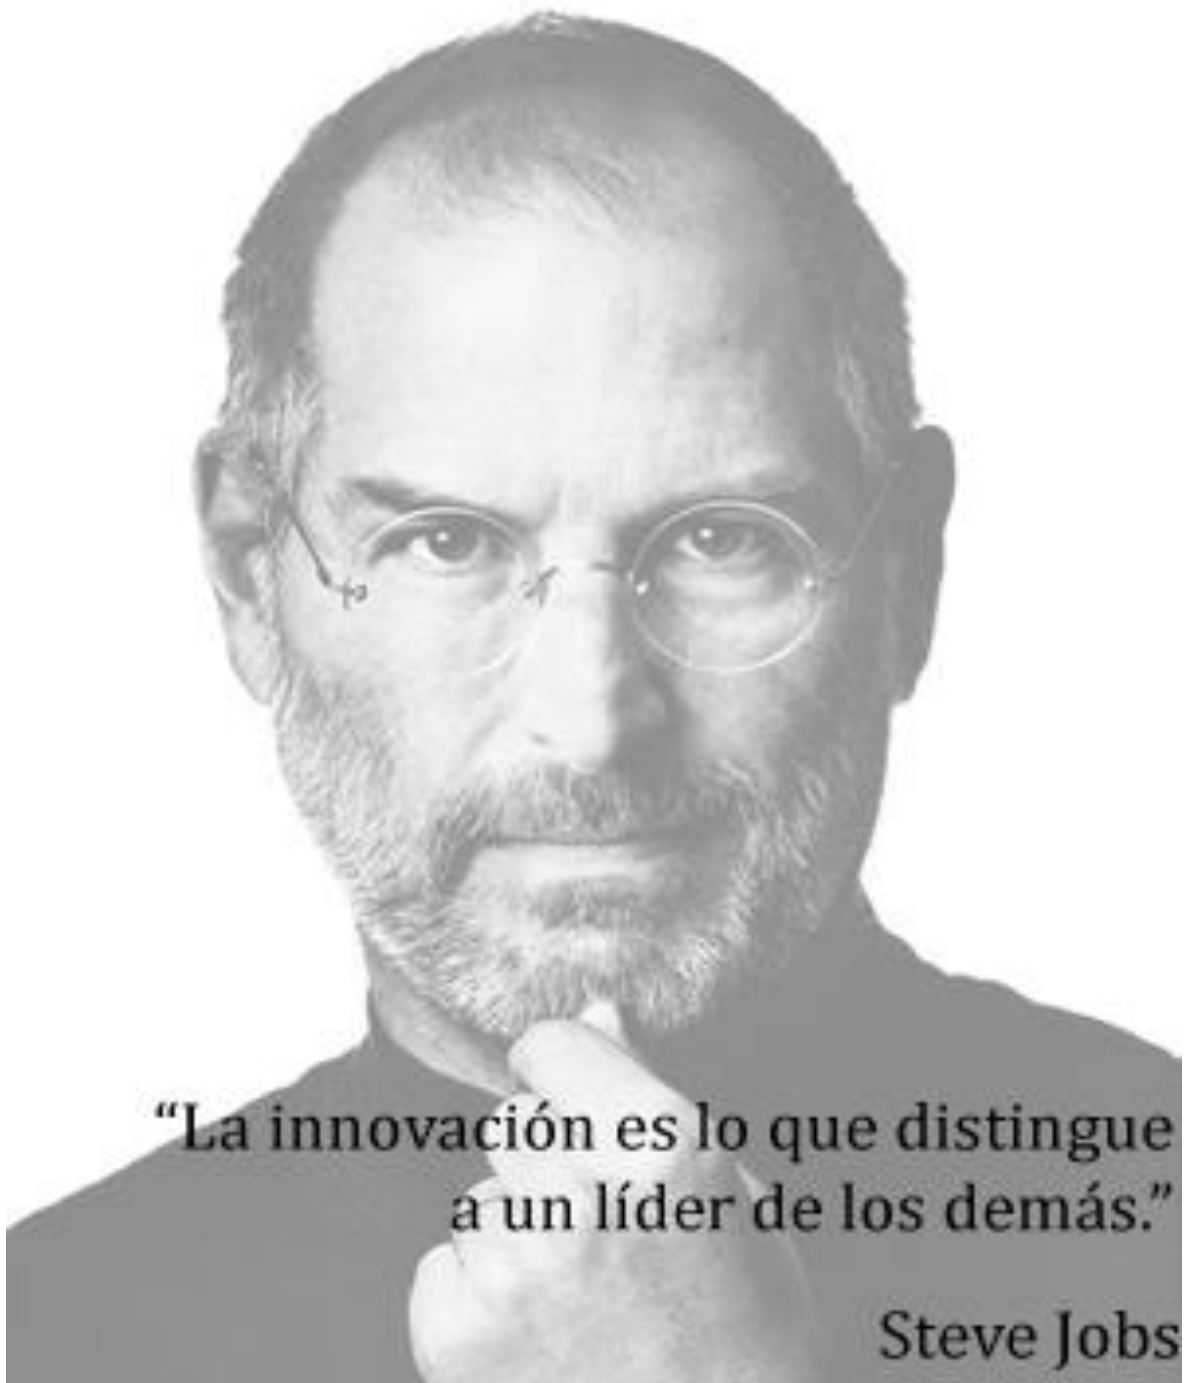 “La innovación es lo que distingue
a un líder de los demás.”
Steve Jobs